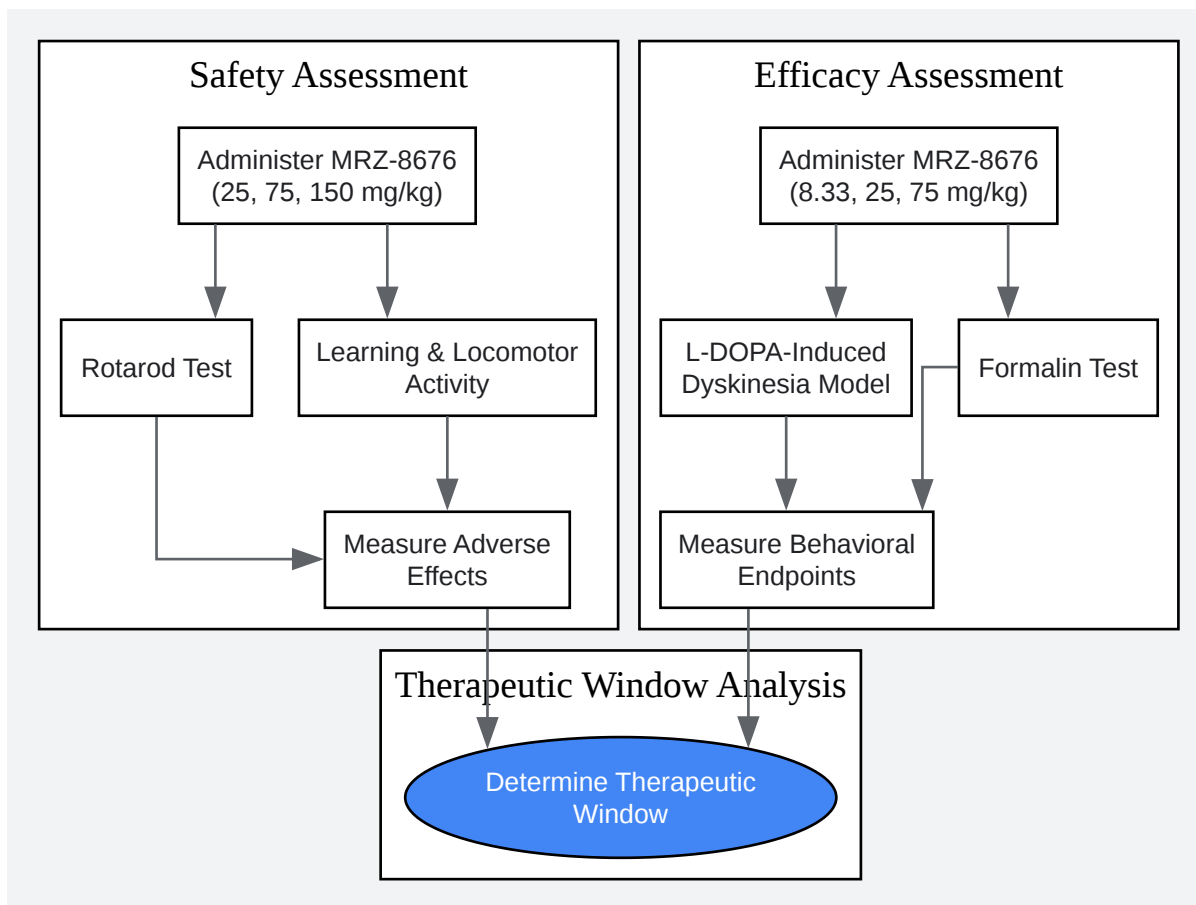 Safety Assessment
Administer MRZ-8676
(25, 75, 150 mg/kg)
Rotarod Test
Learning & Locomotor
Activity
Measure Adverse
Effects
Efficacy Assessment
Administer MRZ-8676
(8.33, 25, 75 mg/kg)
L-DOPA-Induced
Dyskinesia Model
Formalin Test
Measure Behavioral
Endpoints
Therapeutic Window Analysis
Determine Therapeutic
Window